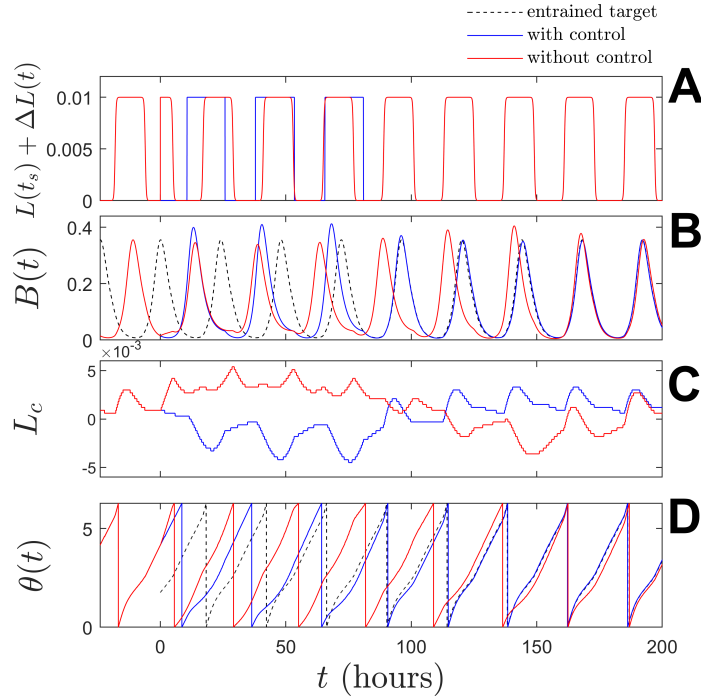 entrained target
with control
without control
A
L(t_s) + ΔL(t)
0.01
0.005
0
B
B(t)
0.4
0.2
0
×10⁻³
C
L_c
5
0
-5
D
θ(t)
5
0
0
50
100
150
200
t (hours)